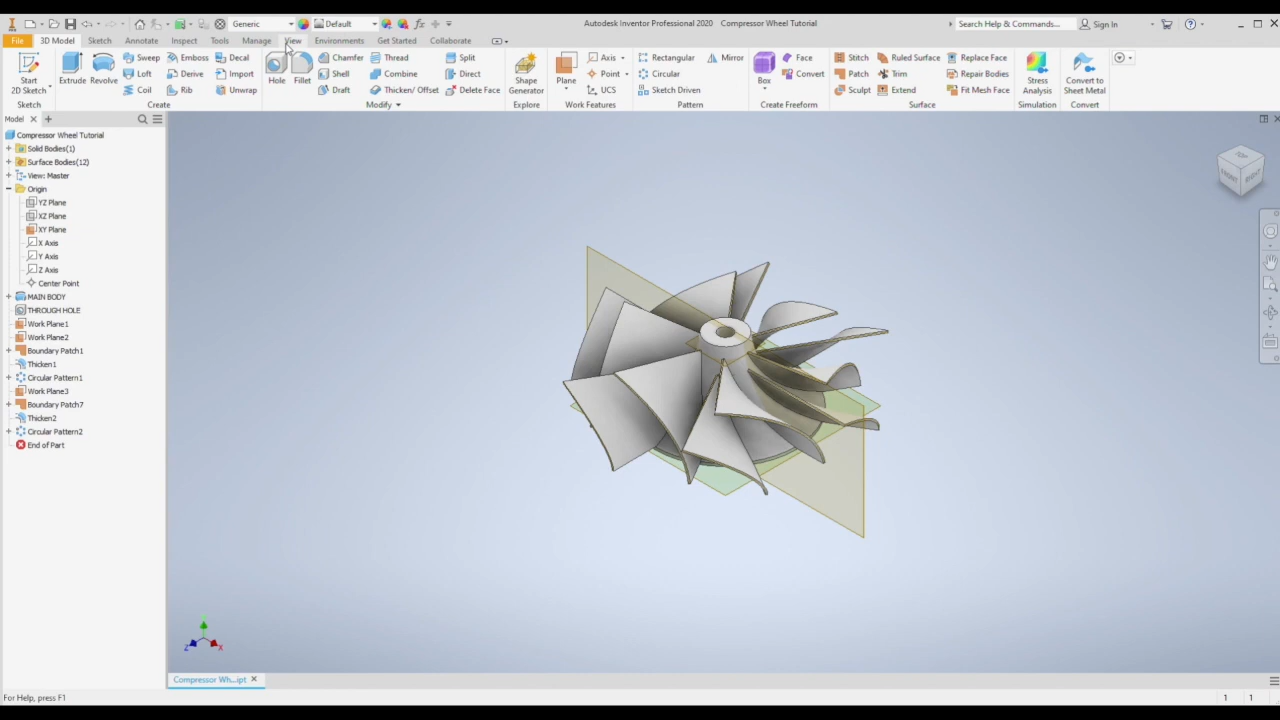 Generic Default Autodesk Inventor Professional 2020 Compressor Wheel Tutorial Search Help & Commands... Sign In
File 3D Model Sketch Annotate Inspect Tools Manage View Environments Get Started Collaborate
Start 2D Sketch Extrude Revolve Sweep Emboss Decal Hole Fillet Chamfer Thread Split Shape Generator Plane Axis Rectangular Mirror Box Face Stitch Ruled Surface Replace Face Stress Analysis Convert to Sheet Metal
Loft Derive Import Shell Combine Direct Point Circular Convert Patch Trim Repair Bodies
Coil Rib Unwrap Draft Thicken/ Offset Delete Face UCS Sketch Driven Sculpt Extend Fit Mesh Face
Sketch Create Modify Explore Work Features Pattern Create Freeform Surface Simulation Convert
Model
Compressor Wheel Tutorial
Solid Bodies(1)
Surface Bodies(12)
View: Master
Origin
YZ Plane
XZ Plane
XY Plane
X Axis
Y Axis
Z Axis
Center Point
MAIN BODY
THROUGH HOLE
Work Plane1
Work Plane2
Boundary Patch1
Thicken1
Circular Pattern1
Work Plane3
Boundary Patch7
Thicken2
Circular Pattern2
End of Part
FRONT RIGHT
Z X
Compressor Wh...ipt
For Help, press F1 1 1